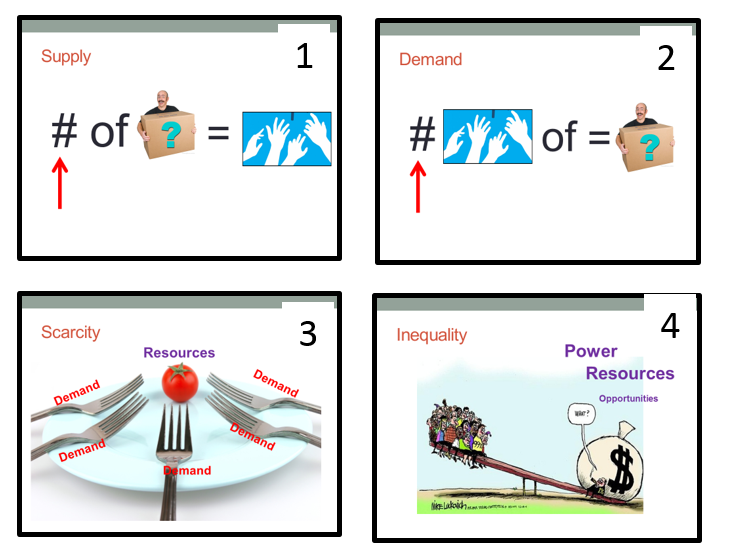 Supply
1
# of ? =
Demand
2
# of = ?
Scarcity
3
Resources
Demand
Demand
Demand
Demand
Demand
Inequality
4
Power
Resources
Opportunities
WHAT?
$